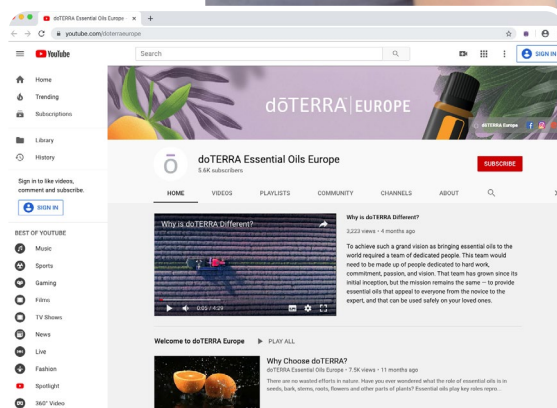 doTERRA Essential Oils Europe -
youtube.com/doterraeurope
YouTube
Search
SIGN IN
Home
Trending
Subscriptions
Library
History
Sign in to like videos,
comment and subscribe.
SIGN IN
BEST OF YOUTUBE
Music
Sports
Gaming
Films
TV Shows
News
Live
Fashion
Spotlight
360° Video
dōTERRA | EUROPE
dōTERRA Europe
doTERRA Essential Oils Europe
5.6K subscribers
SUBSCRIBE
HOME VIDEOS PLAYLISTS COMMUNITY CHANNELS ABOUT
Why is doTERRA Different?
0:05 / 4:29
Why is dōTERRA Different?
3,223 views • 4 months ago
To achieve such a grand vision as bringing essential oils to the
world required a team of dedicated people. This team would
need to be made up of people dedicated to hard work,
commitment, passion, and vision. That team has grown since its
initial inception, but the mission remains the same — to provide
essential oils that appeal to everyone from the novice to the
expert, and that can be used safely on your loved ones.
Welcome to doTERRA Europe PLAY ALL
Why Choose doTERRA?
doTERRA Essential Oils Europe • 7.5K views • 11 months ago
There are no wasted efforts in nature. Have you ever wondered what the role of essential oils is in
seeds, bark, stems, roots, flowers and other parts of plants? Essential oils play key roles repro...